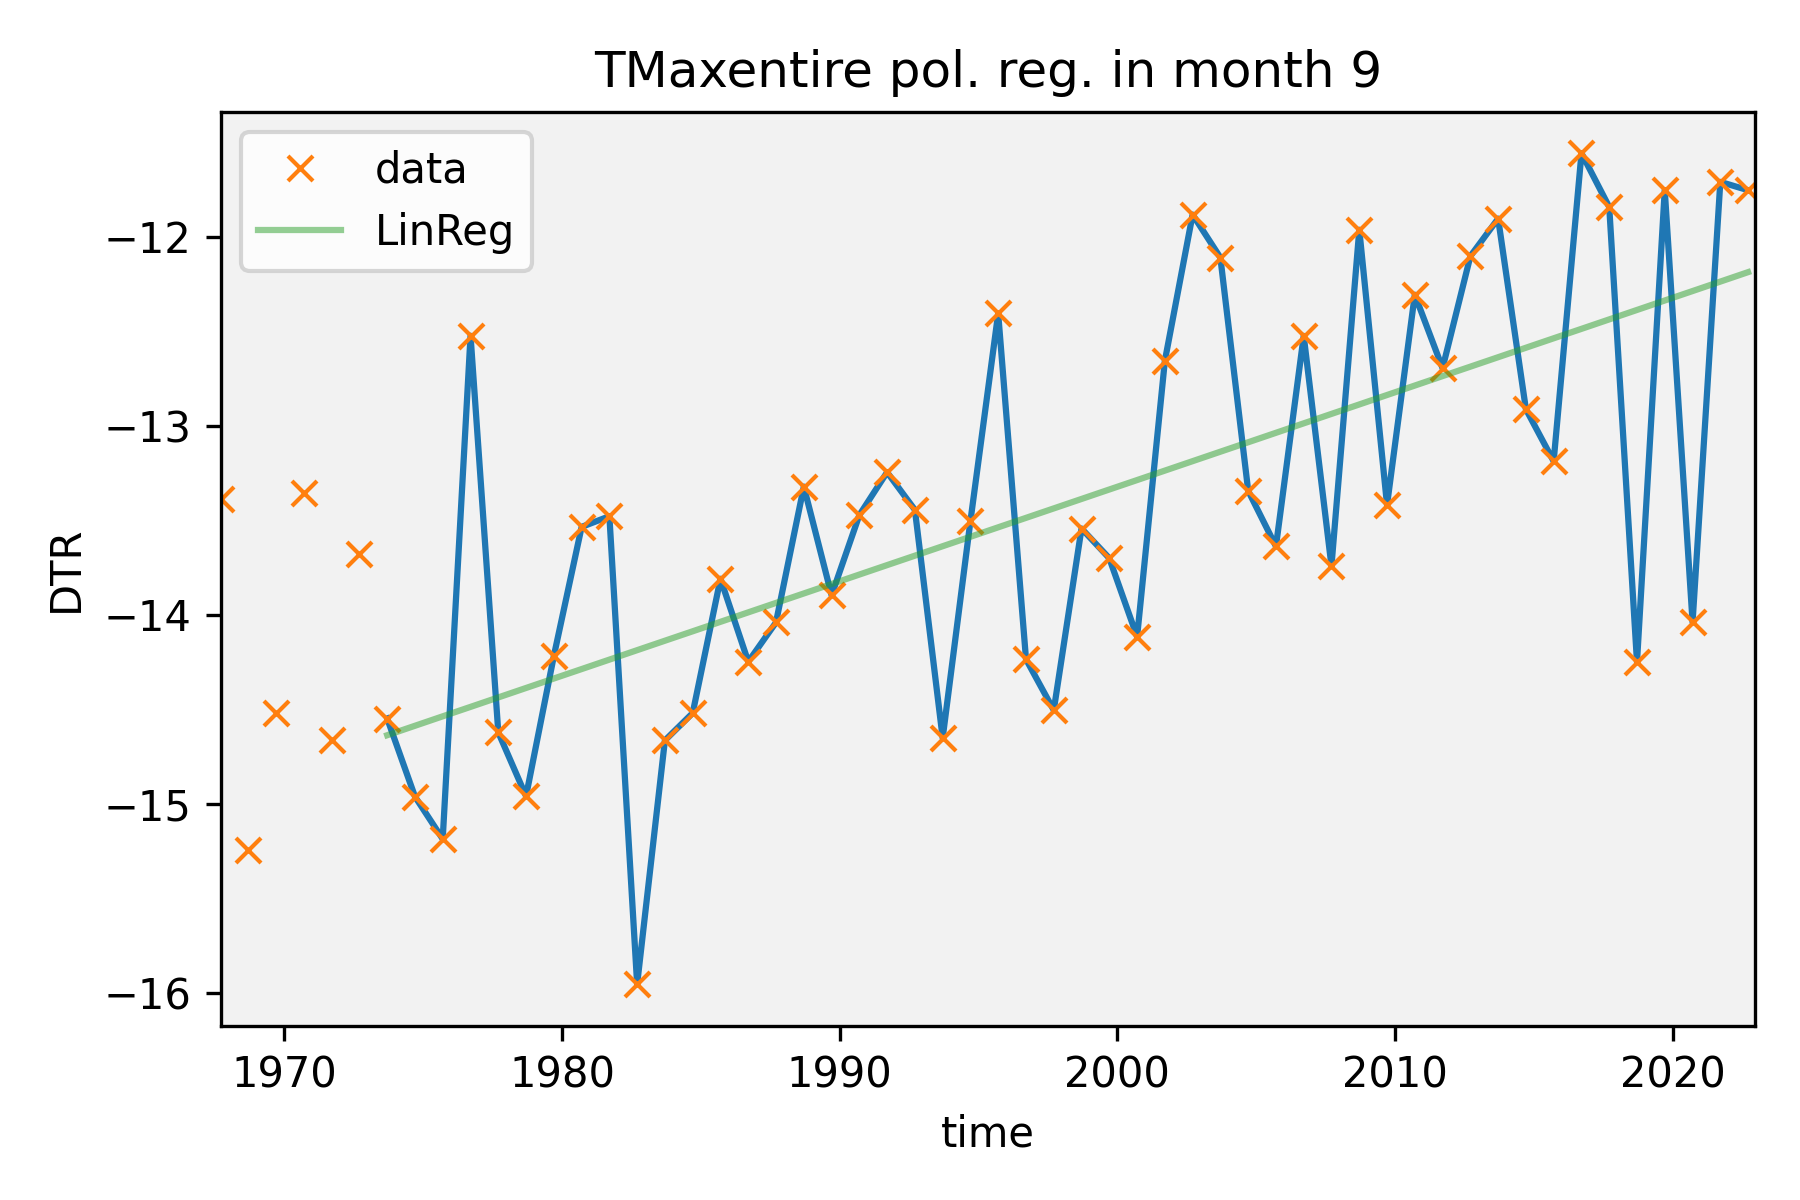 TMaxentire pol. reg. in month 9
data
LinReg
DTR
−12
−13
−14
−15
−16
1970 1980 1990 2000 2010 2020
time